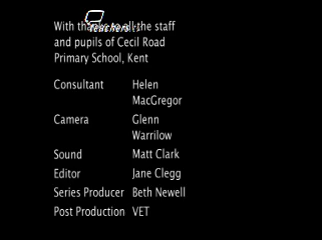 With thanks to all the staff
and pupils of Cecil Road
Primary School, Kent
Consultant Helen
MacGregor
Camera Glenn
Warrilow
Sound Matt Clark
Editor Jane Clegg
Series Producer Beth Newell
Post Production VET